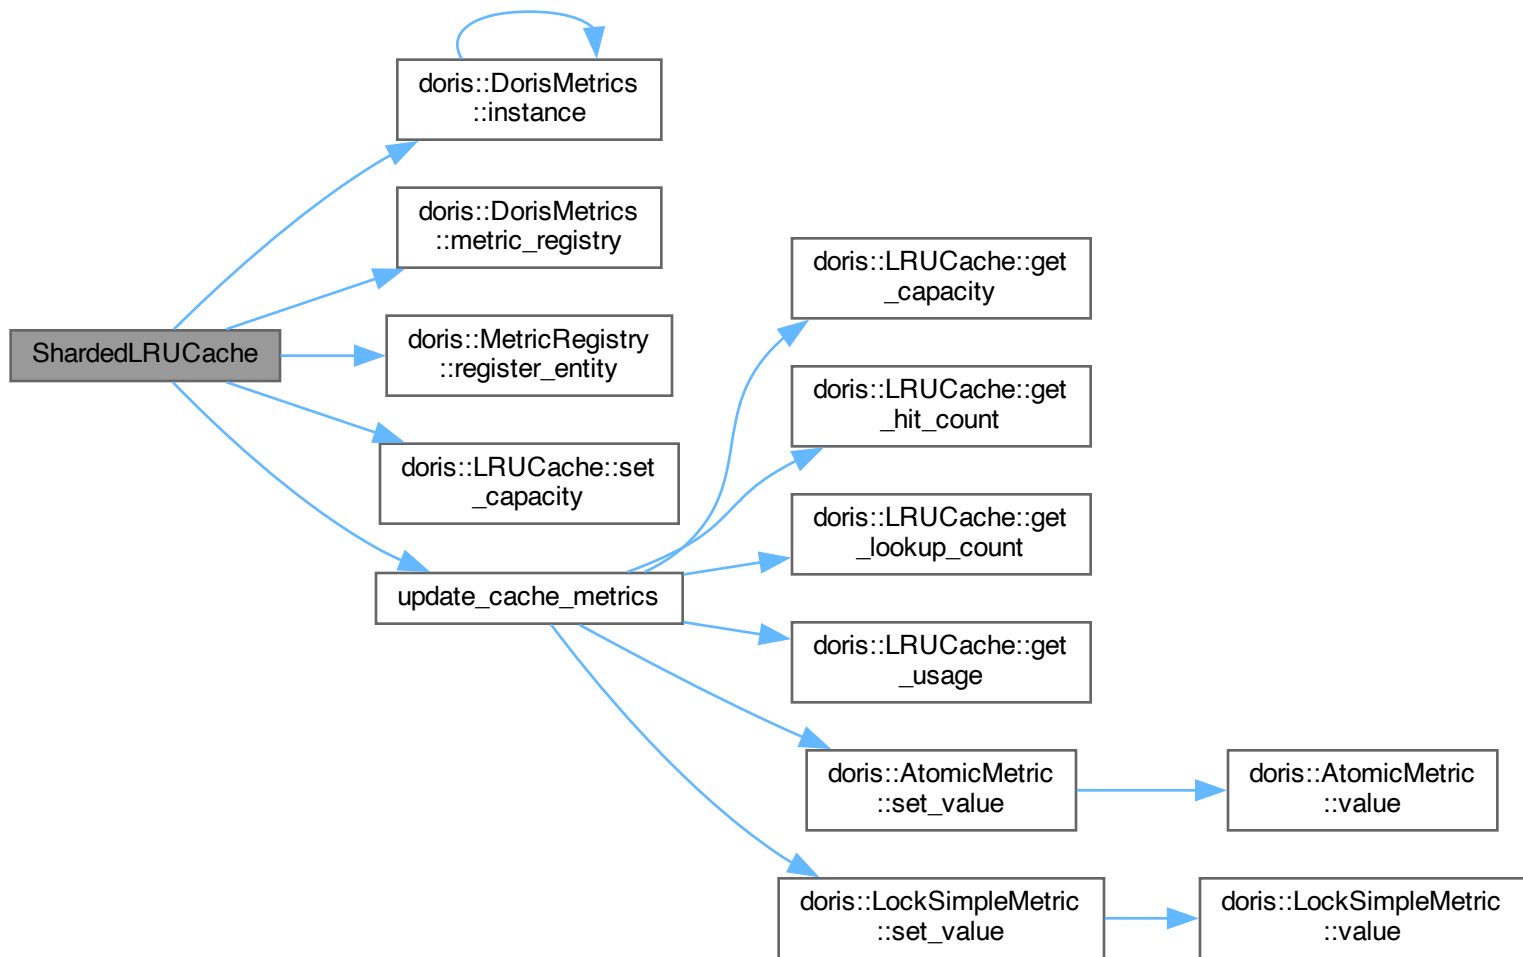 doris::DorisMetrics
::instance
doris::DorisMetrics
::metric_registry
doris::LRUCache::get
_capacity
ShardedLRUCache
doris::MetricRegistry
::register_entity
doris::LRUCache::get
_hit_count
doris::LRUCache::set
_capacity
doris::LRUCache::get
_lookup_count
update_cache_metrics
doris::LRUCache::get
_usage
doris::AtomicMetric
::set_value
doris::AtomicMetric
::value
doris::LockSimpleMetric
::set_value
doris::LockSimpleMetric
::value